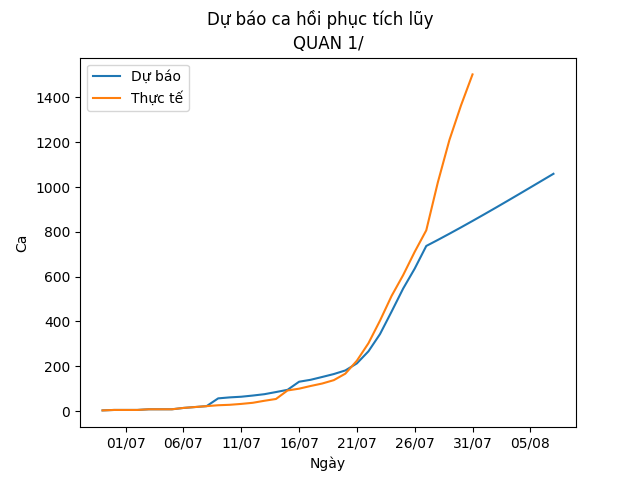 Dự báo ca hồi phục tích lũy
QUAN 1/
Dự báo
Thực tế
Ca
1400
1200
1000
800
600
400
200
0
01/07 06/07 11/07 16/07 21/07 26/07 31/07 05/08
Ngày